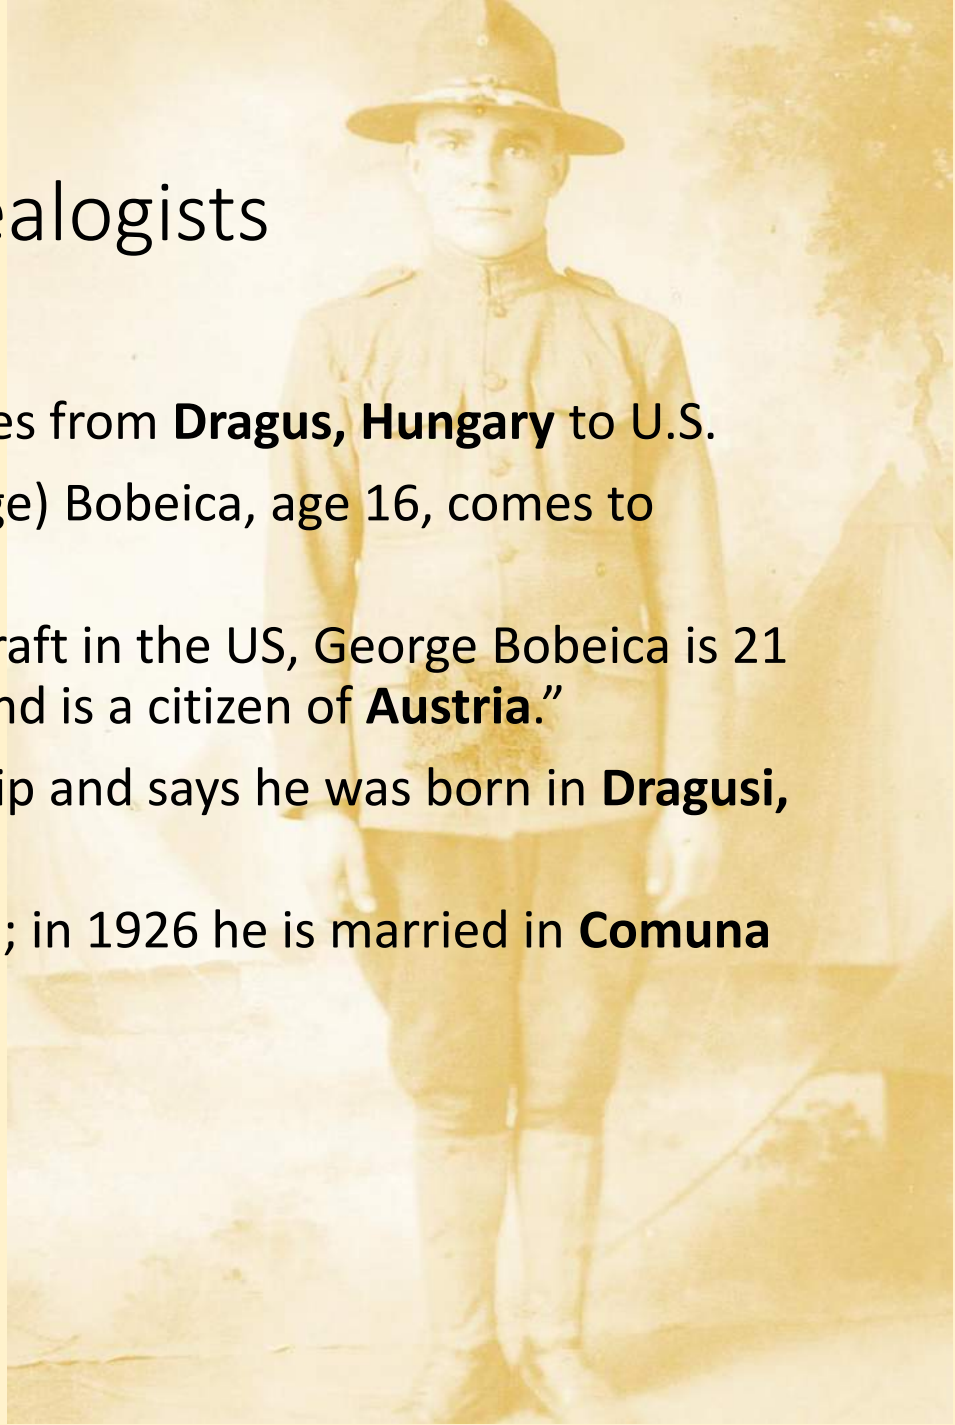 ealogists
es from Dragus, Hungary to U.S.
ge) Bobeica, age 16, comes to
raft in the US, George Bobeica is 21
nd is a citizen of Austria.”
ip and says he was born in Dragusi,
; in 1926 he is married in Comuna